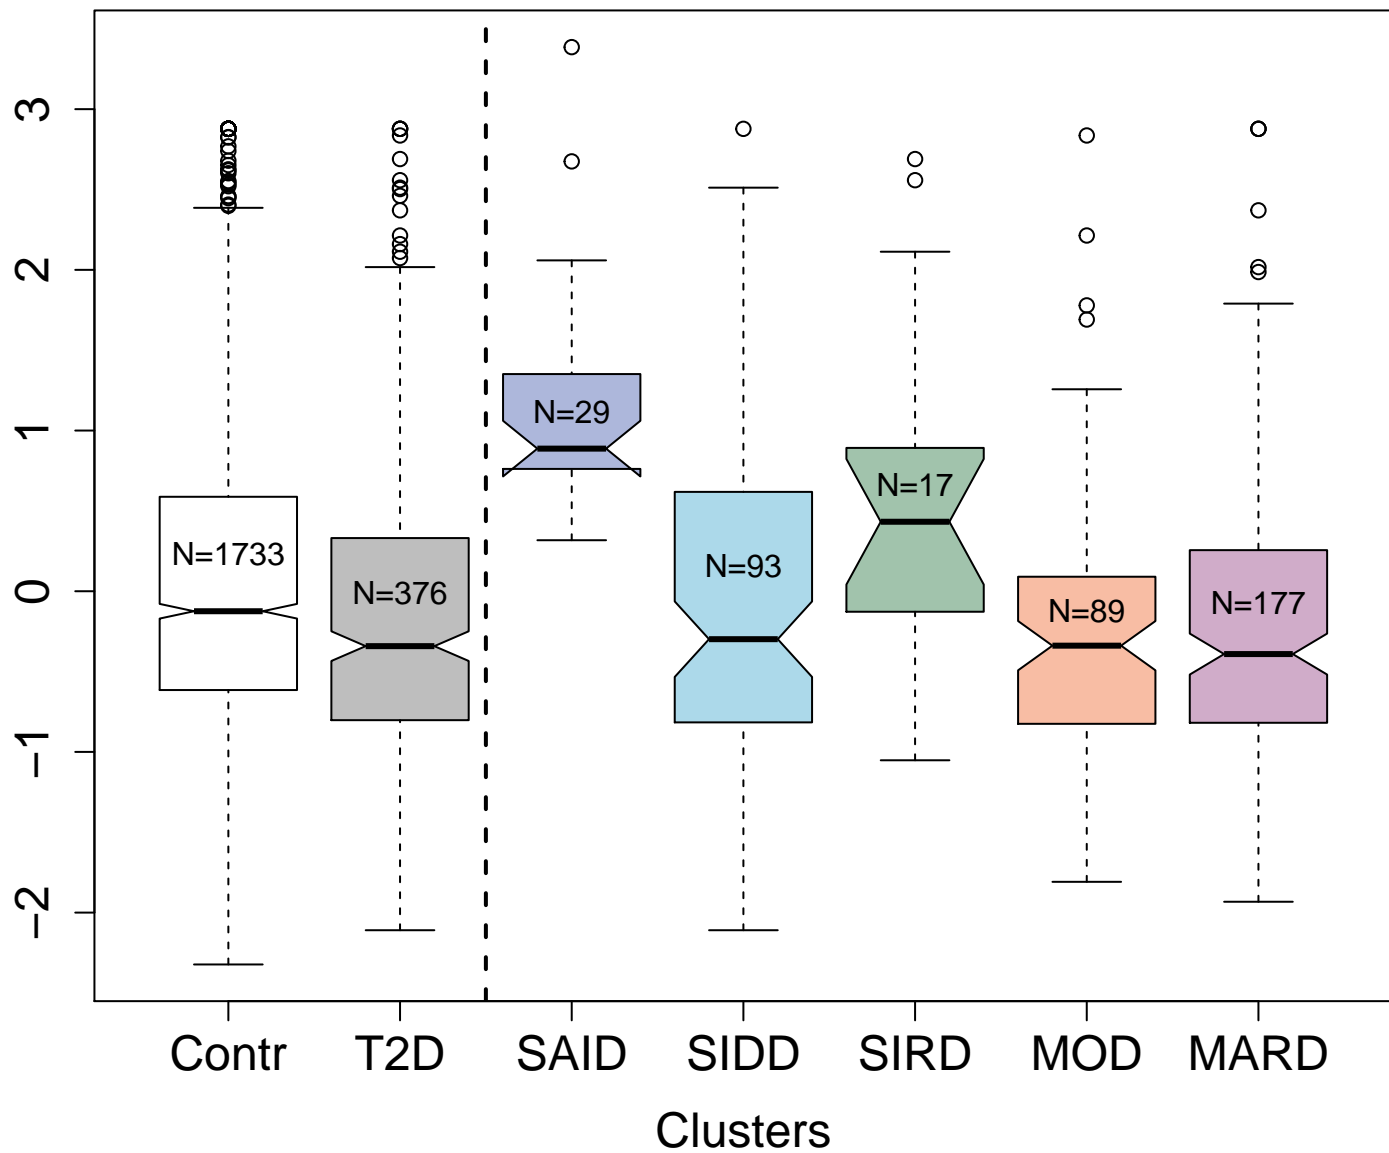 3
2
1
0
−1
−2
N=1733
N=376
N=29
N=93
N=17
N=89
N=177
Contr T2D SAID SIDD SIRD MOD MARD
Clusters